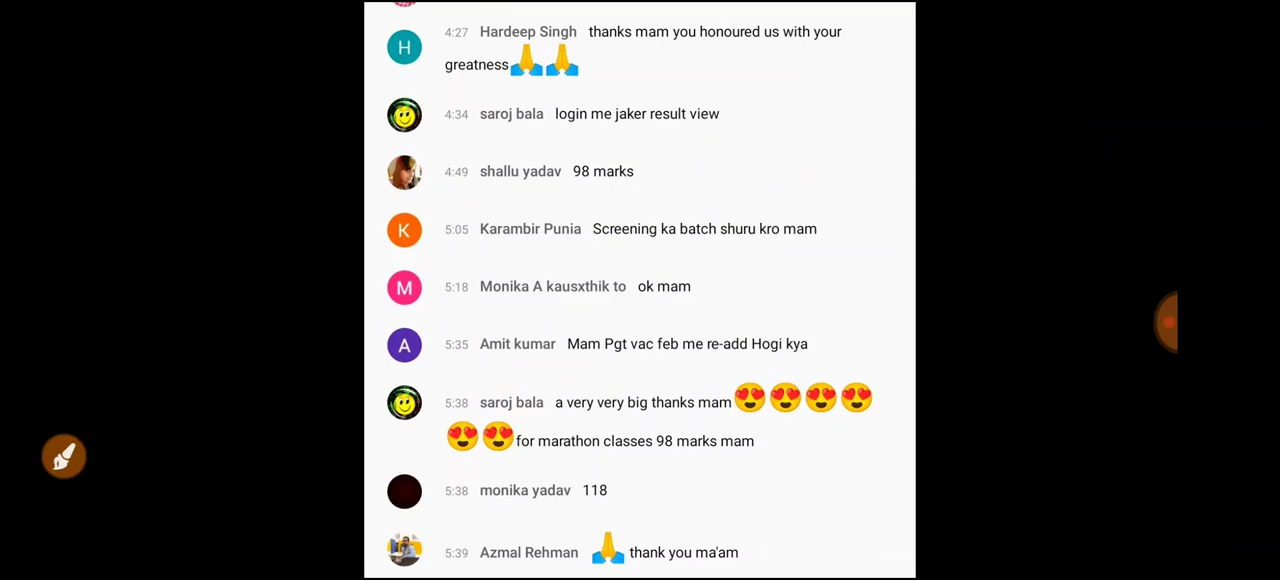 H
4:27 Hardeep Singh thanks mam you honoured us with your
greatness🙏🙏
4:34 saroj bala login me jaker result view
4:49 shallu yadav 98 marks
K
5:05 Karambir Punia Screening ka batch shuru kro mam
M
5:18 Monika A kausxthik to ok mam
A
5:35 Amit kumar Mam Pgt vac feb me re-add Hogi kya
5:38 saroj bala a very very big thanks mam😍😍😍😍
😍😍for marathon classes 98 marks mam
5:38 monika yadav 118
5:39 Azmal Rehman 🙏thank you ma'am